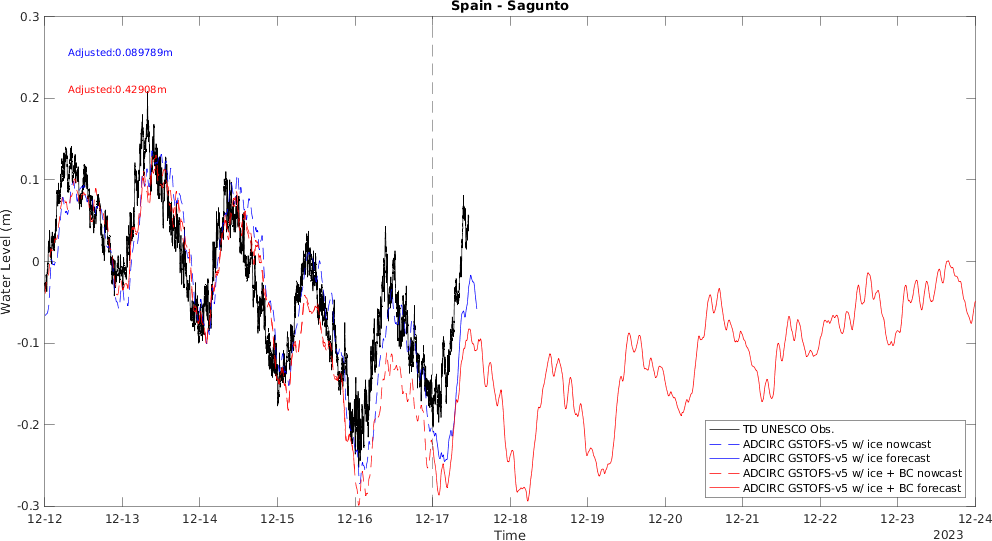 Spain - Sagunto
Adjusted:0.089789m
Adjusted:0.42908m
0.3
0.2
0.1
0
-0.1
-0.2
-0.3
Water Level (m)
TD UNESCO Obs.
ADCIRC GSTOFS-v5 w/ ice nowcast
ADCIRC GSTOFS-v5 w/ ice forecast
ADCIRC GSTOFS-v5 w/ ice + BC nowcast
ADCIRC GSTOFS-v5 w/ ice + BC forecast
12-12 12-13 12-14 12-15 12-16 12-17 12-18 12-19 12-20 12-21 12-22 12-23 12-24
Time
2023